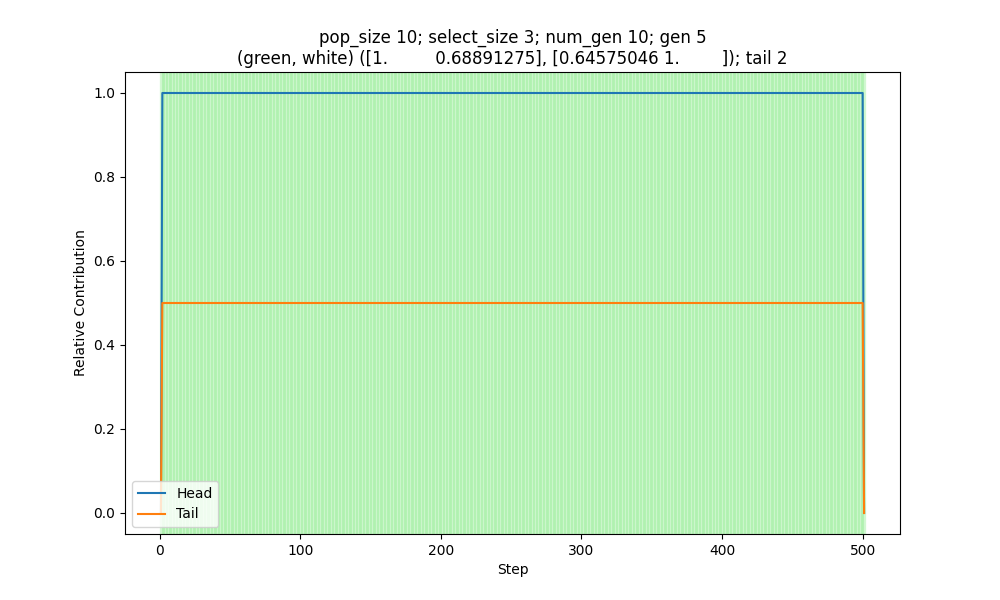 pop_size 10; select_size 3; num_gen 10; gen 5
(green, white) ([1.         0.68891275], [0.64575046 1.        ]); tail 2
Relative Contribution
1.0
0.8
0.6
0.4
0.2
0.0
Head
Tail
0 100 200 300 400 500
Step